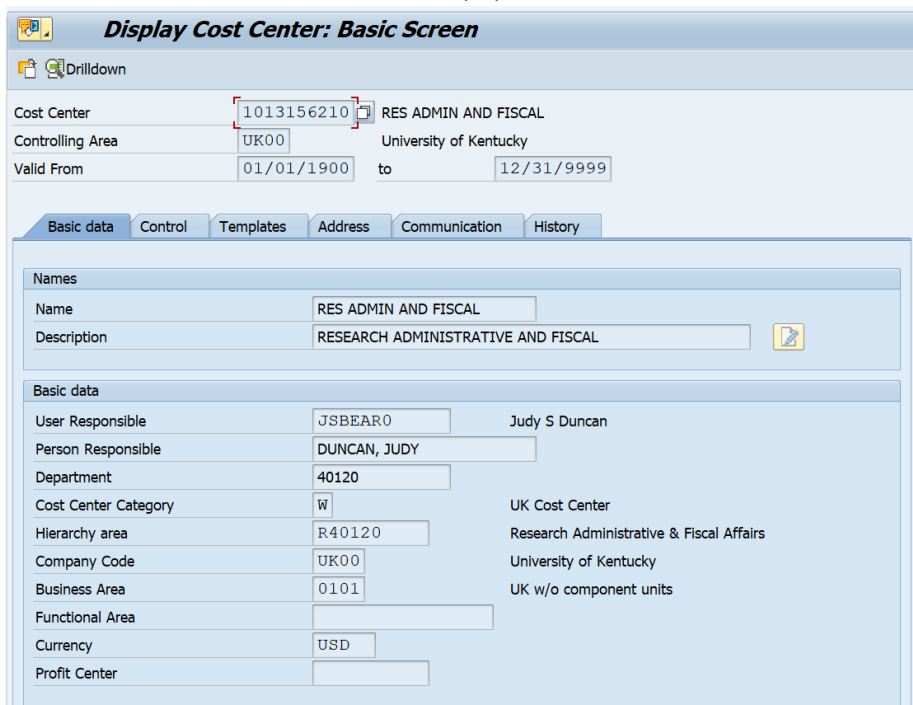 Display Cost Center: Basic Screen
Drilldown
Cost Center 1013156210 RES ADMIN AND FISCAL
Controlling Area UK00 University of Kentucky
Valid From 01/01/1900 to 12/31/9999
Basic data Control Templates Address Communication History
Names
Name RES ADMIN AND FISCAL
Description RESEARCH ADMINISTRATIVE AND FISCAL
Basic data
User Responsible JSBEAR0 Judy S Duncan
Person Responsible DUNCAN, JUDY
Department 40120
Cost Center Category W UK Cost Center
Hierarchy area R40120 Research Administrative & Fiscal Affairs
Company Code UK00 University of Kentucky
Business Area 0101 UK w/o component units
Functional Area
Currency USD
Profit Center